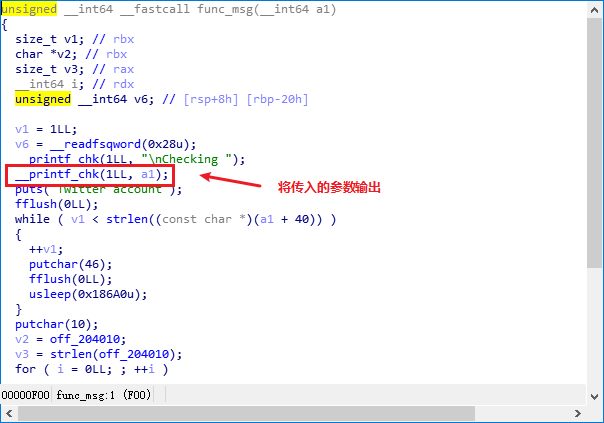 unsigned __int64 __fastcall func_msg(__int64 a1)
{
  size_t v1; // rbx
  char *v2; // rbx
  size_t v3; // rax
  __int64 i; // rdx
  unsigned __int64 v6; // [rsp+8h] [rbp-20h]

  v1 = 1LL;
  v6 = __readfsqword(0x28u);
  __printf_chk(1LL, "\nChecking ");
  __printf_chk(1LL, a1);
  puts("Twitter account");
  fflush(0LL);
  while ( v1 < strlen((const char *)(a1 + 40)) )
  {
    ++v1;
    putchar(46);
    fflush(0LL);
    usleep(0x186A0u);
  }
  putchar(10);
  v2 = off_204010;
  v3 = strlen(off_204010);
  for ( i = 0LL; ; ++i )
将传入的参数输出
00000F00 func_msg:1 (F00)